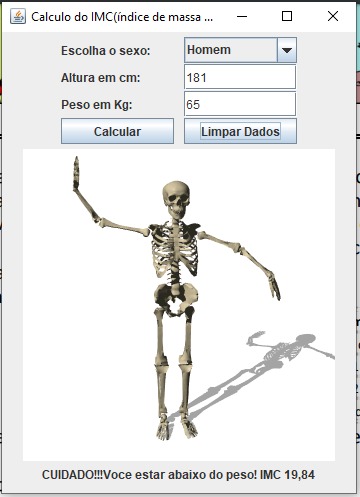 Calculo do IMC(índice de massa ...
Escolha o sexo: Homem
Altura em cm: 181
Peso em Kg: 65
Calcular Limpar Dados
CUIDADO!!!Voce estar abaixo do peso! IMC 19,84